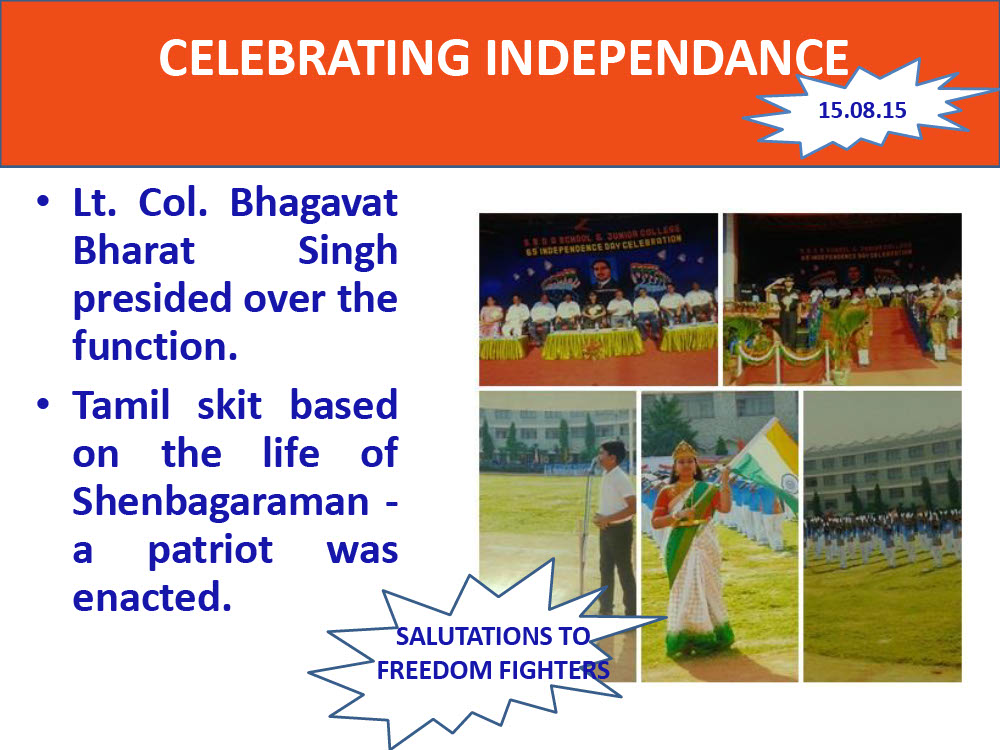 CELEBRATING INDEPENDANCE
15.08.15
• Lt. Col. Bhagavat
Bharat Singh
presided over the
function.
• Tamil skit based
on the life of
Shenbagaraman -
a patriot was
enacted.
SCHOOL & JUNIOR COLLEGE
65 INDEPENDENCE DAY CELEBRATION
SCHOOL & JUNIOR COLLEGE
INDEPENDENCE DAY CELEBRATION
SALUTATIONS TO
FREEDOM FIGHTERS